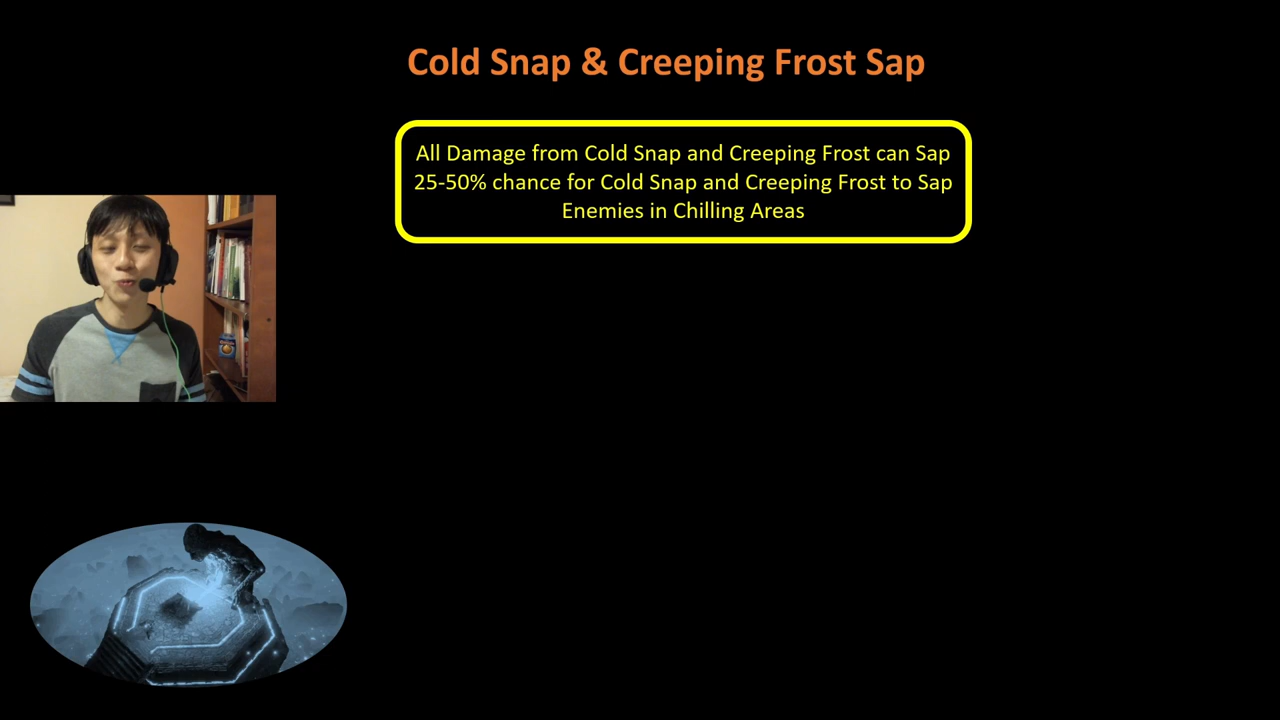 Cold Snap & Creeping Frost Sap
All Damage from Cold Snap and Creeping Frost can Sap
25-50% chance for Cold Snap and Creeping Frost to Sap
Enemies in Chilling Areas